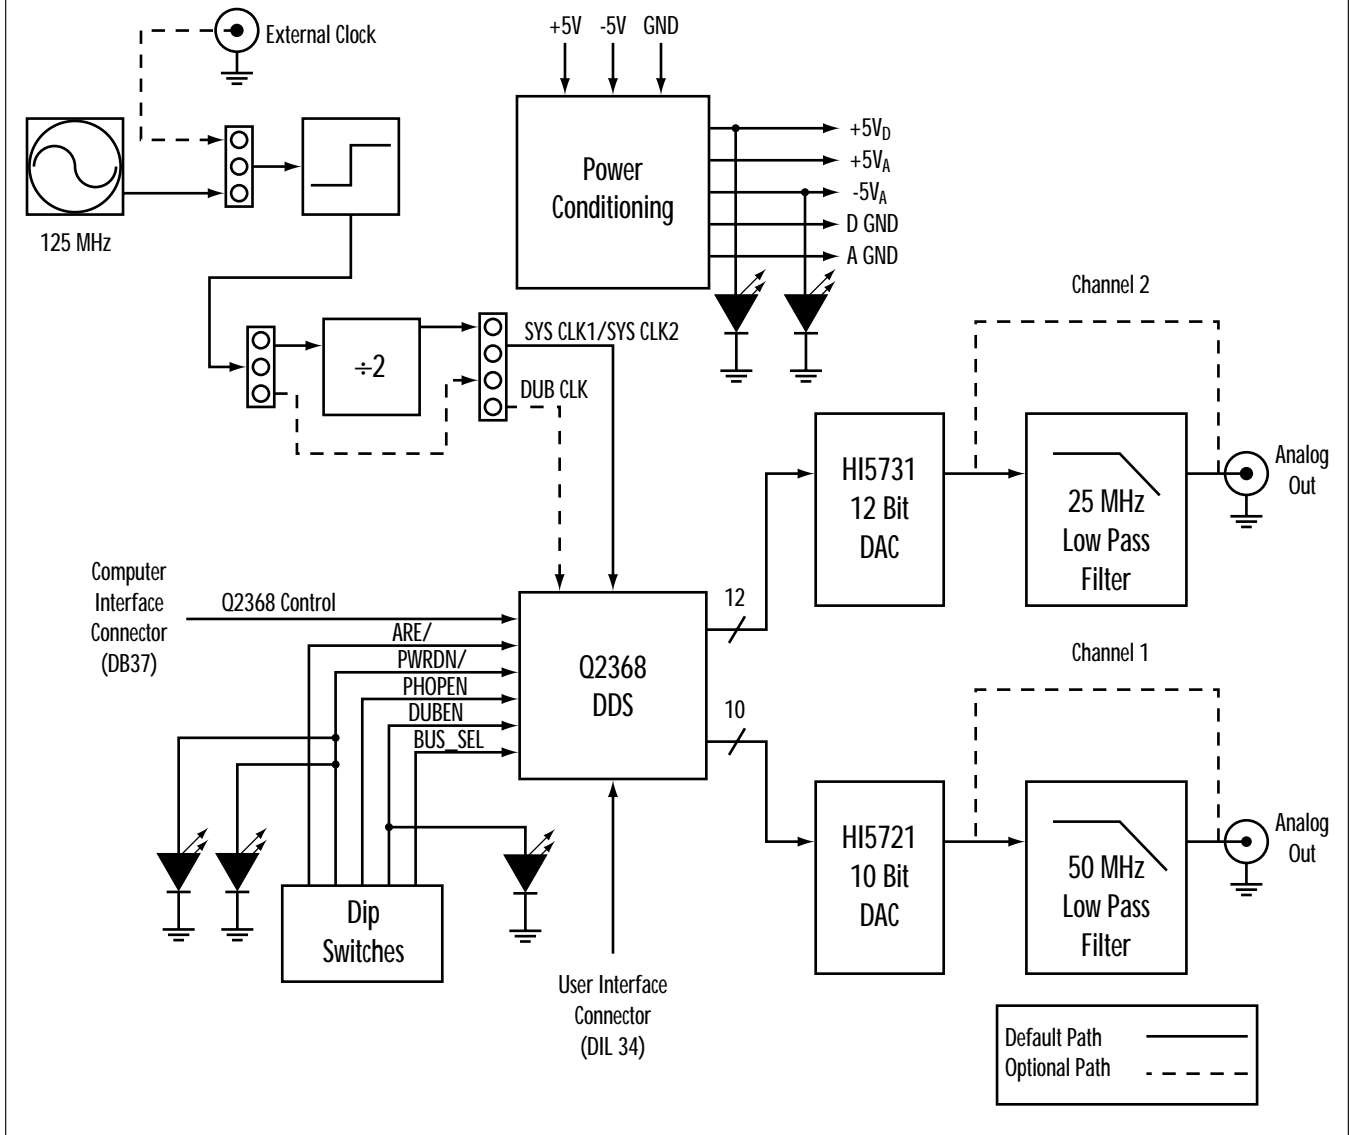 External Clock
125 MHz
+5V -5V GND
Power
Conditioning
+5VD
+5VA
-5VA
D GND
A GND
÷2
SYS CLK1/SYS CLK2
DUB CLK
Channel 2
HI5731
12 Bit
DAC
25 MHz
Low Pass
Filter
Analog
Out
Computer
Interface
Connector
(DB37)
Q2368 Control
ARE/
PWRDN/
PHOPEN
DUBEN
BUS_SEL
Q2368
DDS
12
10
Channel 1
HI5721
10 Bit
DAC
50 MHz
Low Pass
Filter
Analog
Out
Dip
Switches
User Interface
Connector
(DIL 34)
Default Path
Optional Path